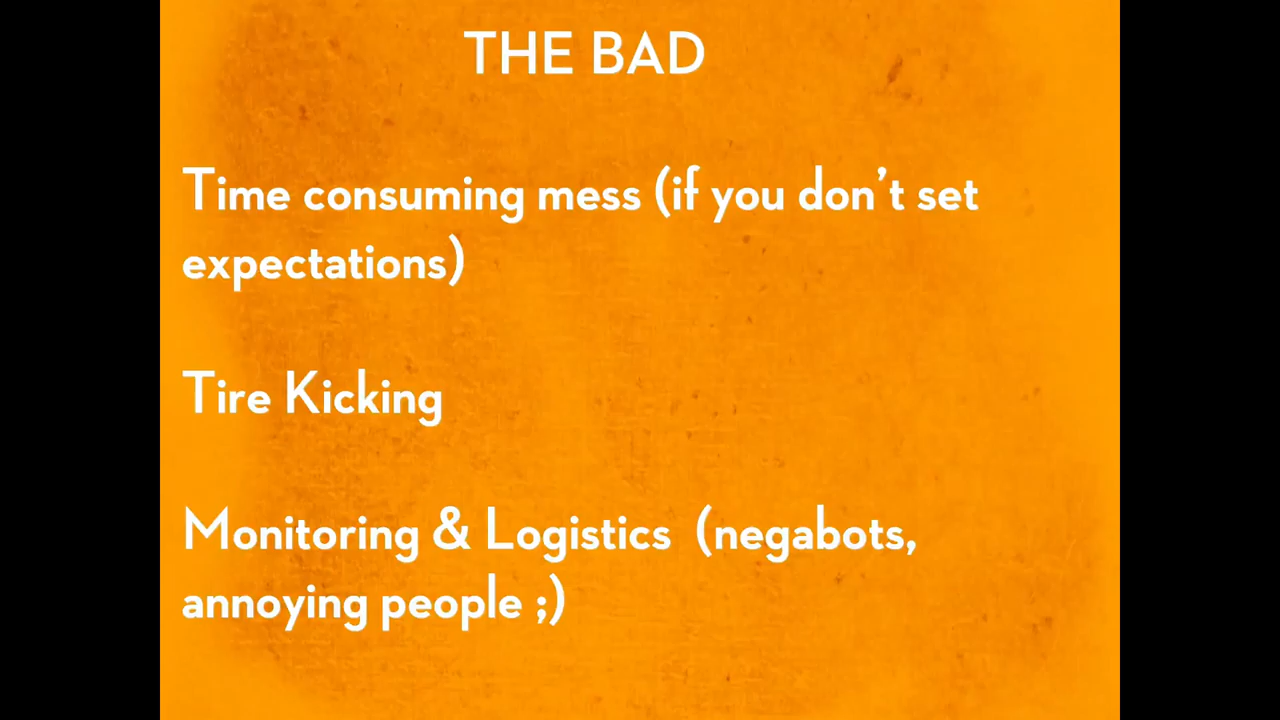 THE BAD
Time consuming mess (if you don’t set
expectations)
Tire Kicking
Monitoring & Logistics  (negabots,
annoying people ;)